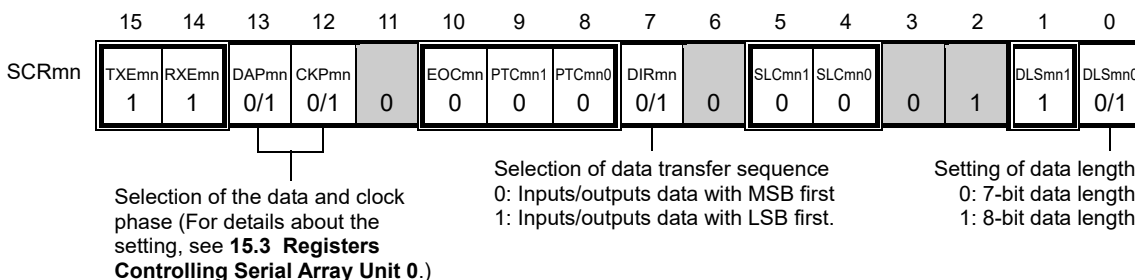 15 14 13 12 11 10 9 8 7 6 5 4 3 2 1 0
SCRmn TXEmn RXEmn DAPmn CKPmn EOCmn PTCmn1 PTCmn0 DIRmn SLCmn1 SLCmn0 DLSmn1 DLSmn0
1 1 0/1 0/1 0 0 0 0 0/1 0 0 0 0 1 1 0/1
Selection of the data and clock
phase (For details about the
setting, see 15.3 Registers
Controlling Serial Array Unit 0.)
Selection of data transfer sequence
0: Inputs/outputs data with MSB first
1: Inputs/outputs data with LSB first.
Setting of data length
0: 7-bit data length
1: 8-bit data length